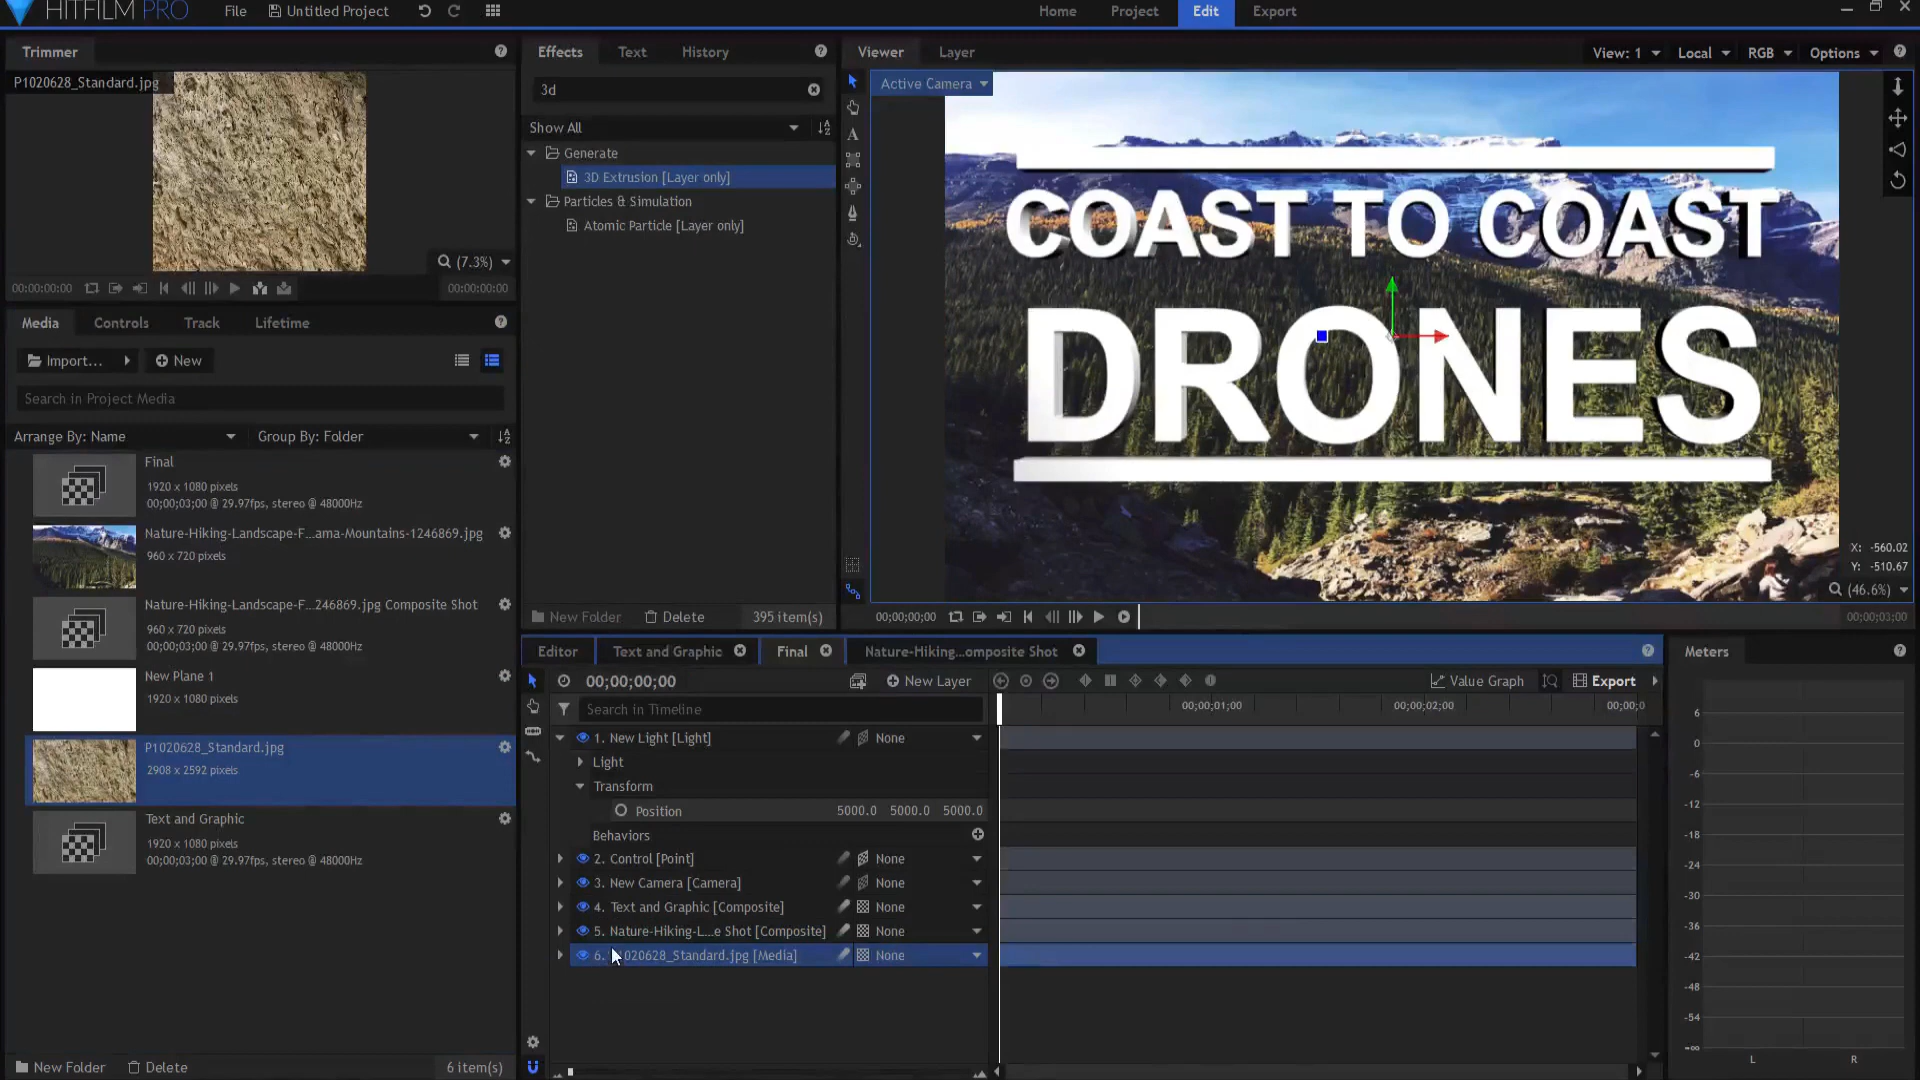 HITFILM PRO
File
Untitled Project
Home
Project
Edit
Export
Trimmer
P1020628_Standard.jpg
(7.3%)
00:00:00:00
00:00:00:00
Media
Controls
Track
Lifetime
Import...
New
Search in Project Media
Arrange By: Name
Group By: Folder
Final
1920 x 1080 pixels
00;00;03;00 @ 29.97fps, stereo @ 48000Hz
Nature-Hiking-Landscape-F...ama-Mountains-1246869.jpg
960 x 720 pixels
Nature-Hiking-Landscape-F...246869.jpg Composite Shot
960 x 720 pixels
00;00;03;00 @ 29.97fps, stereo @ 48000Hz
New Plane 1
1920 x 1080 pixels
P1020628_Standard.jpg
2908 x 2592 pixels
Text and Graphic
1920 x 1080 pixels
00;00;03;00 @ 29.97fps, stereo @ 48000Hz
New Folder
Delete
6 item(s)
Effects
Text
History
3d
Show All
Generate
3D Extrusion [Layer only]
Particles & Simulation
Atomic Particle [Layer only]
New Folder
Delete
395 item(s)
Viewer
Layer
View: 1
Local
RGB
Options
Active Camera
COAST TO COAST
DRONES
X: -560.02
Y: -510.67
(46.6%)
00;00;00;00
00;00;03;00
Editor
Text and Graphic
Final
Nature-Hiking...omposite Shot
00;00;00;00
New Layer
Value Graph
Export
Search in Timeline
00;00;01;00
00;00;02;00
00;00;0
1. New Light [Light]
None
Light
Transform
Position
5000.0 5000.0 5000.0
Behaviors
2. Control [Point]
None
3. New Camera [Camera]
None
4. Text and Graphic [Composite]
None
5. Nature-Hiking-L...e Shot [Composite]
None
6. 1020628_Standard.jpg [Media]
None
Meters
6
0
-6
-12
-18
-24
-30
-36
-42
-48
-54
-∞
L
R